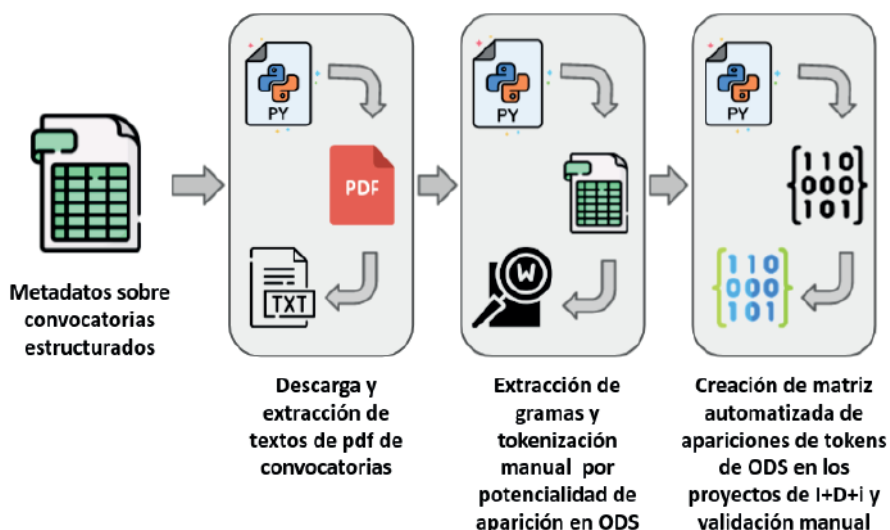 PY
PDF
TXT
PY
W
PY
110
000
101
110
000
101
Metadatos sobre
convocatorias
estructurados
Descarga y
extracción de
textos de pdf de
convocatorias
Extracción de
gramas y
tokenización
manual por
potencialidad de
aparición en ODS
Creación de matriz
automatizada de
apariciones de tokens
de ODS en los
proyectos de I+D+i y
validación manual